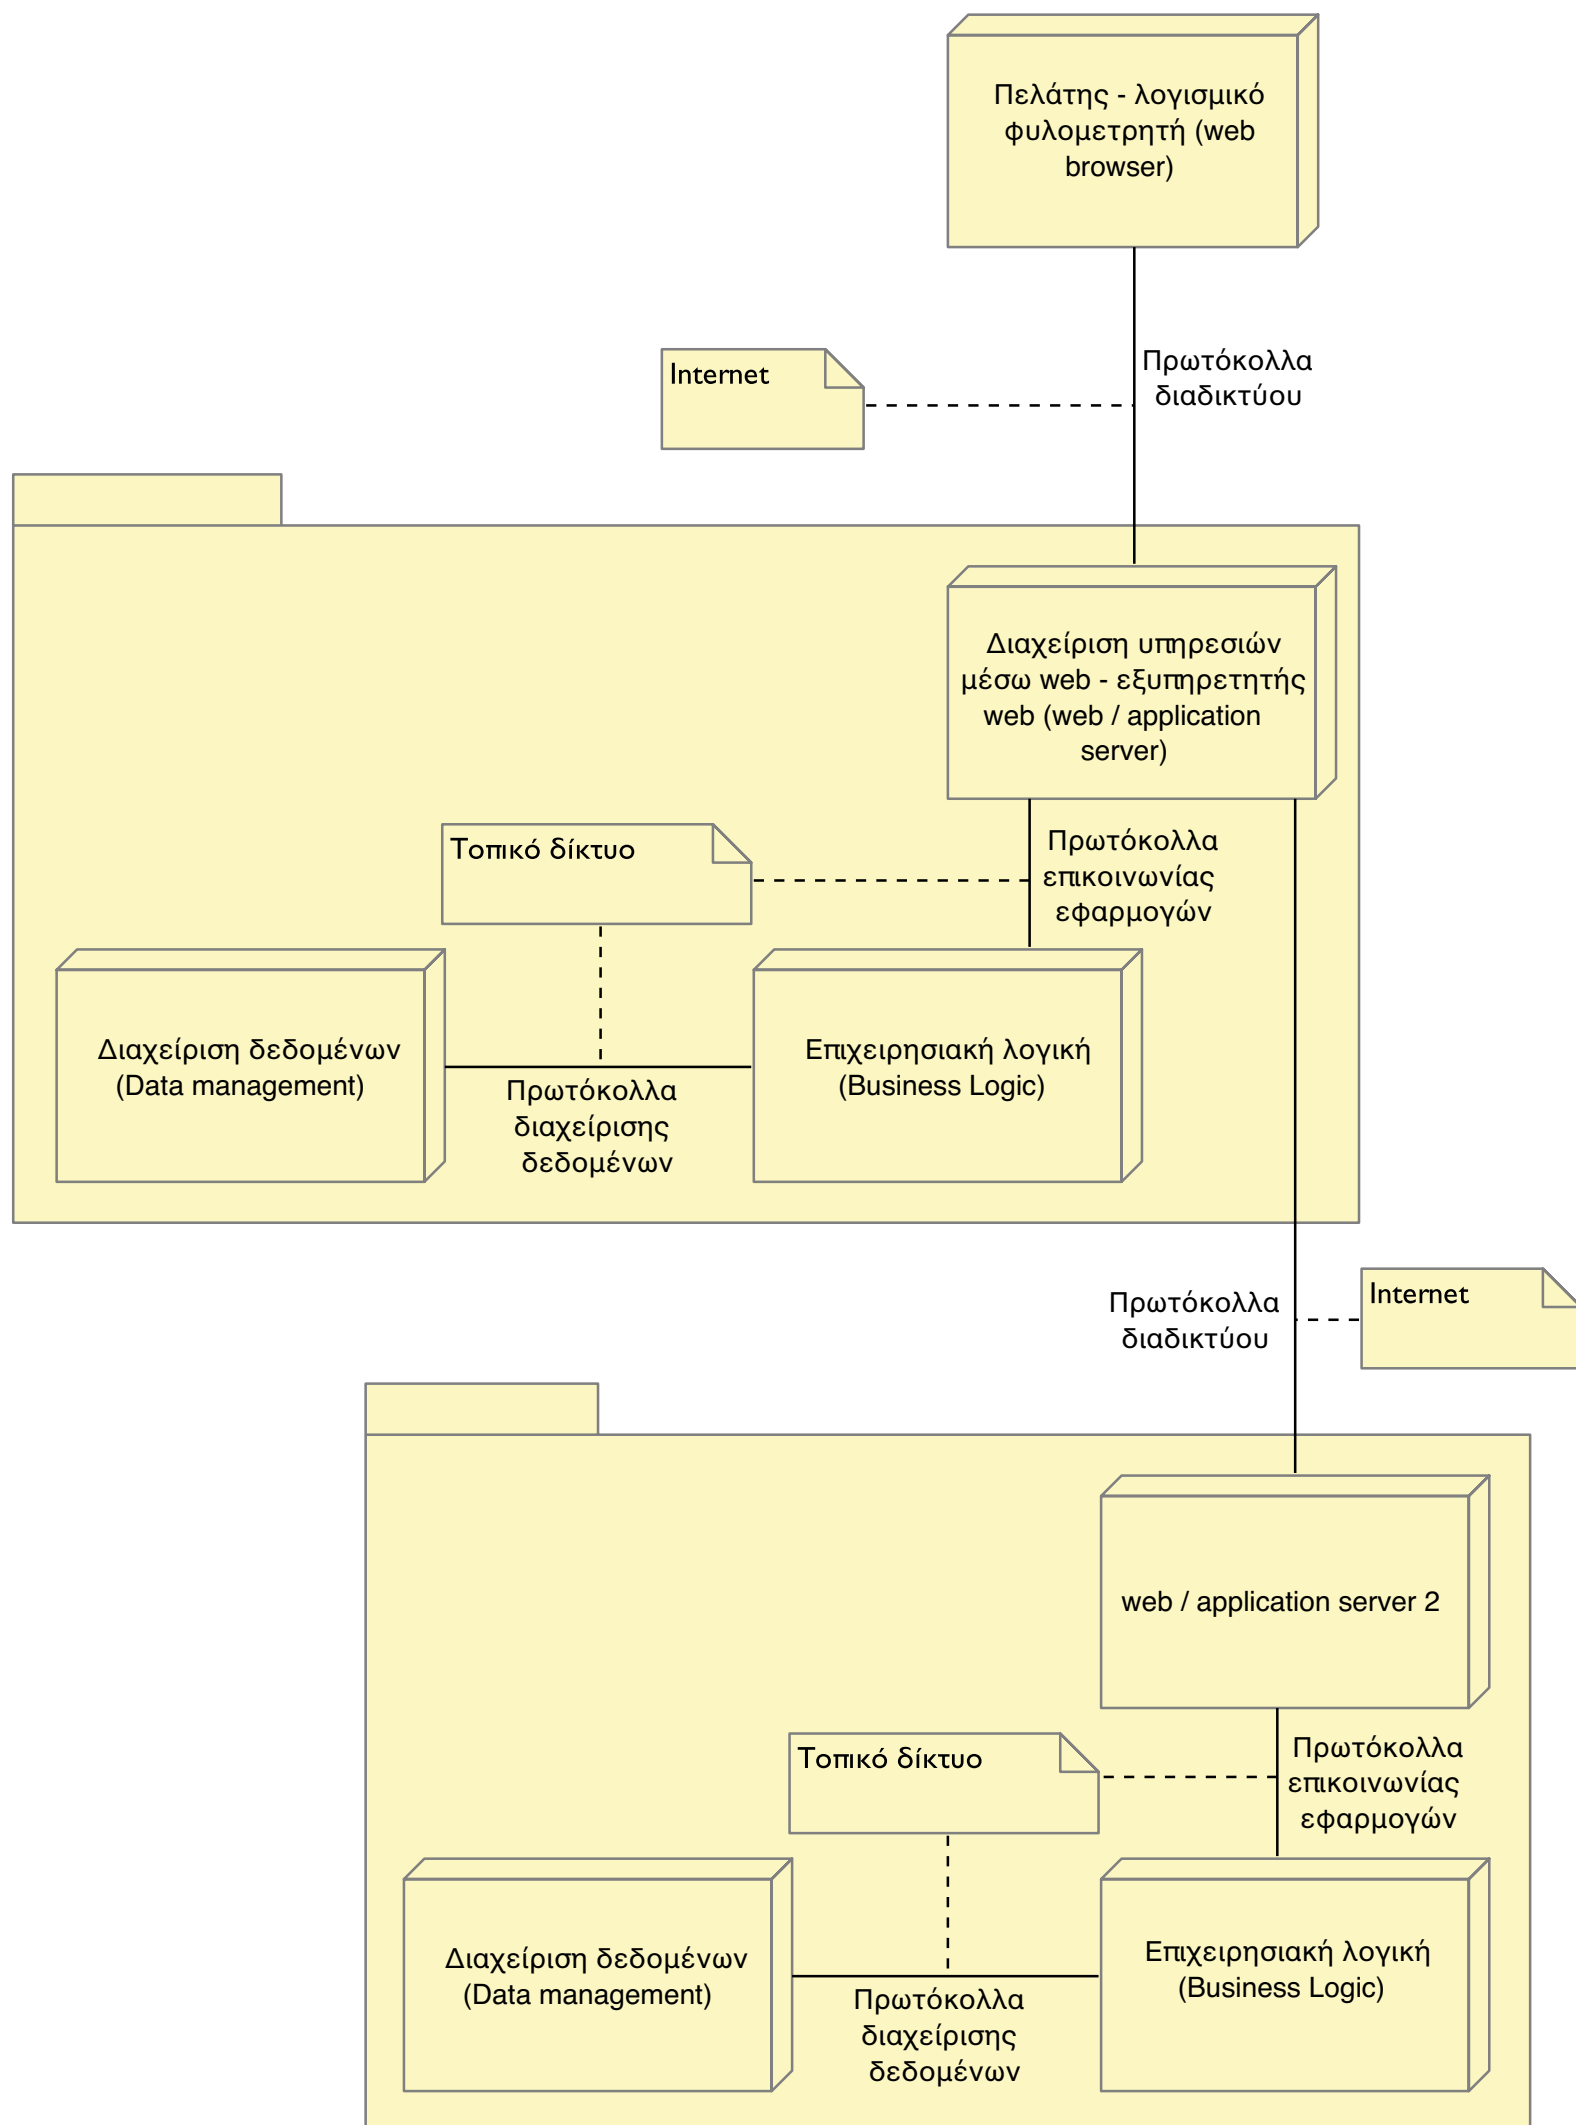 Πελάτης - λογισμικό
φυλομετρητή (web
browser)
Internet
Πρωτόκολλα
διαδικτύου
Διαχείριση υπηρεσιών
μέσω web - εξυπηρετητής
web (web / application
server)
Τοπικό δίκτυο
Πρωτόκολλα
επικοινωνίας
εφαρμογών
Διαχείριση δεδομένων
(Data management)
Πρωτόκολλα
διαχείρισης
δεδομένων
Επιχειρησιακή λογική
(Business Logic)
Πρωτόκολλα
διαδικτύου
Internet
web / application server 2
Τοπικό δίκτυο
Πρωτόκολλα
επικοινωνίας
εφαρμογών
Διαχείριση δεδομένων
(Data management)
Πρωτόκολλα
διαχείρισης
δεδομένων
Επιχειρησιακή λογική
(Business Logic)